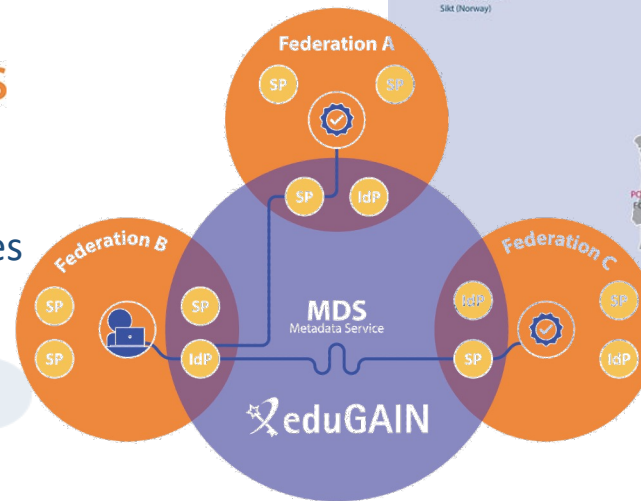 Sikt (Norway)
Federation A
SP
SP
SP
IdP
Federation B
SP
SP
SP
IdP
MDS
Metadata Service
eduGAIN
Federation C
IdP
SP
SP
IdP
es